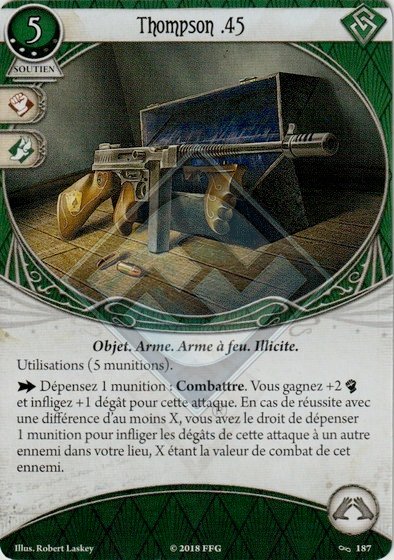 5
Thompson .45
SOUTIEN
Objet. Arme. Arme à feu. Illicite.
Utilisations (5 munitions).
Dépensez 1 munition : Combattre. Vous gagnez +2
et infligez +1 dégât pour cette attaque. En cas de réussite avec
une différence d'au moins X, vous avez le droit de dépenser
1 munition pour infliger les dégâts de cette attaque à un autre
ennemi dans votre lieu, X étant la valeur de combat de cet
ennemi.
Illus. Robert Laskey
© 2018 FFG
187